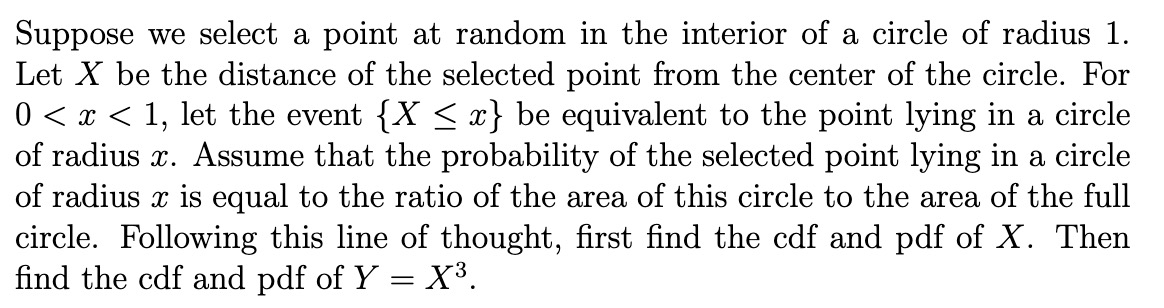 Suppose we select a point at random in the interior of a circle of radius 1.
Let X be the distance of the selected point from the center of the circle. For
0 < x < 1, let the event {X ≤ x} be equivalent to the point lying in a circle
of radius x. Assume that the probability of the selected point lying in a circle
of radius x is equal to the ratio of the area of this circle to the area of the full
circle. Following this line of thought, first find the cdf and pdf of X. Then
find the cdf and pdf of Y = X³.